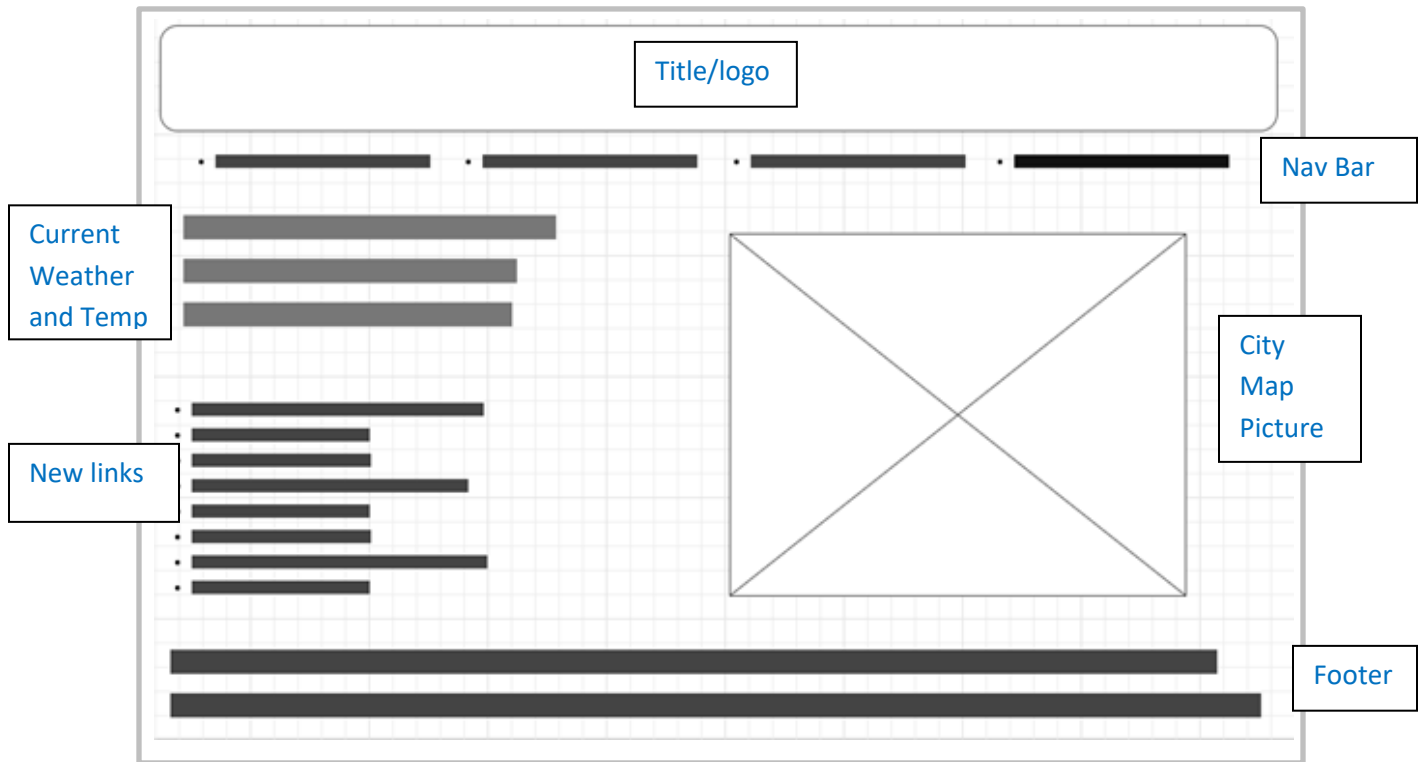 Title/logo
Nav Bar
Current
Weather
and Temp
City
Map
Picture
New links
Footer